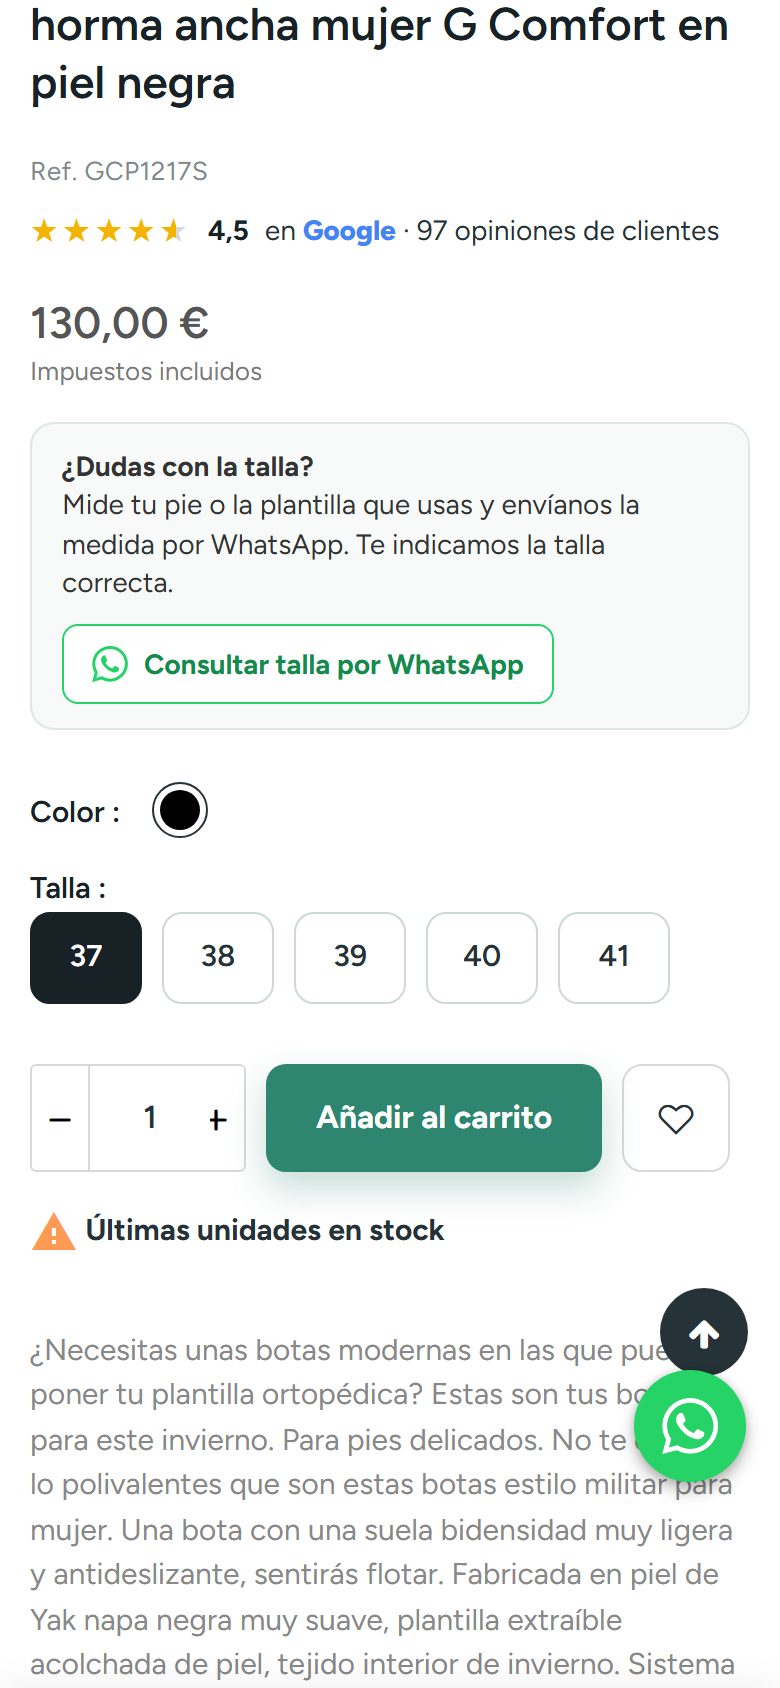 horma ancha mujer G Comfort en
piel negra
Ref. GCP1217S
4,5 en Google · 97 opiniones de clientes
130,00 €
Impuestos incluidos
¿Dudas con la talla?
Mide tu pie o la plantilla que usas y envíanos la
medida por WhatsApp. Te indicamos la talla
correcta.
Consultar talla por WhatsApp
Color :
Talla :
37 38 39 40 41
− 1 + Añadir al carrito
Últimas unidades en stock
¿Necesitas unas botas modernas en las que
poner tu plantilla ortopédica? Estas son tus
para este invierno. Para pies delicados. No te
lo polivalentes que son estas botas estilo militar para
mujer. Una bota con una suela bidensidad muy ligera
y antideslizante, sentirás flotar. Fabricada en piel de
Yak napa negra muy suave, plantilla extraíble
acolchada de piel, tejido interior de invierno. Sistema